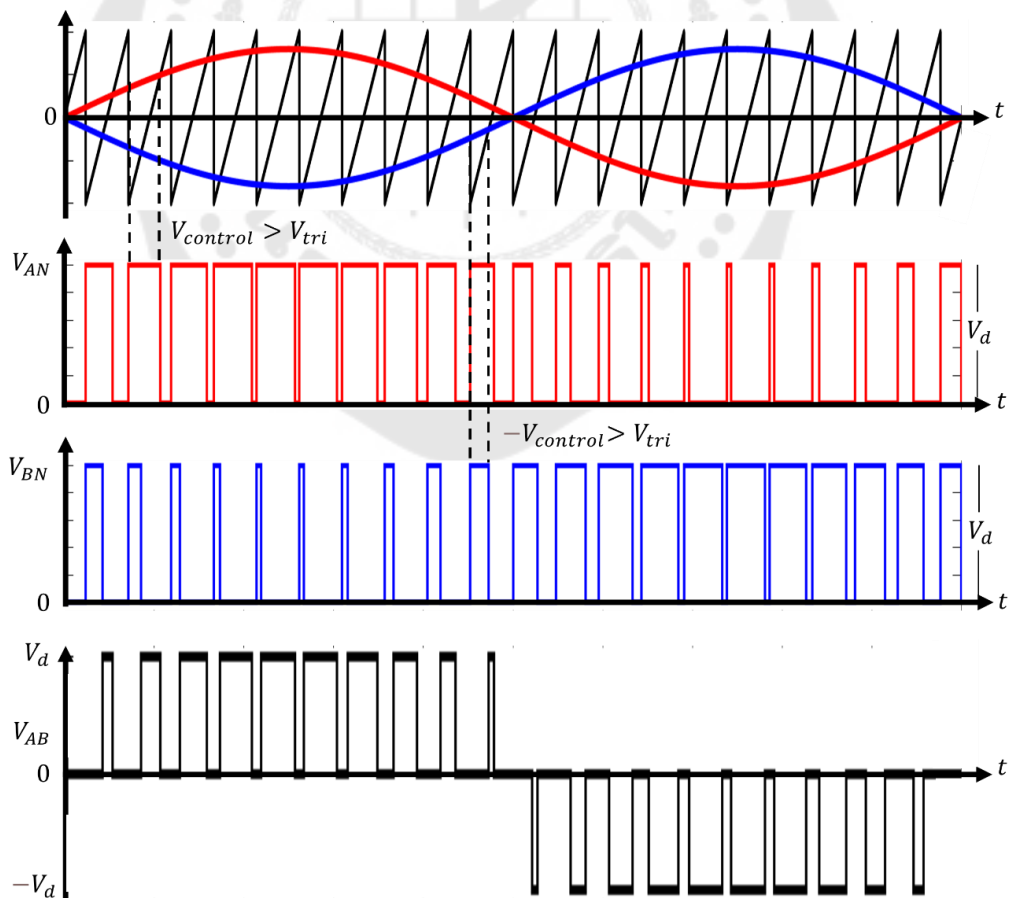 0
t
V_control > V_tri
V_AN
V_d
0
t
−V_control > V_tri
V_BN
V_d
0
t
V_d
V_AB
0
t
−V_d